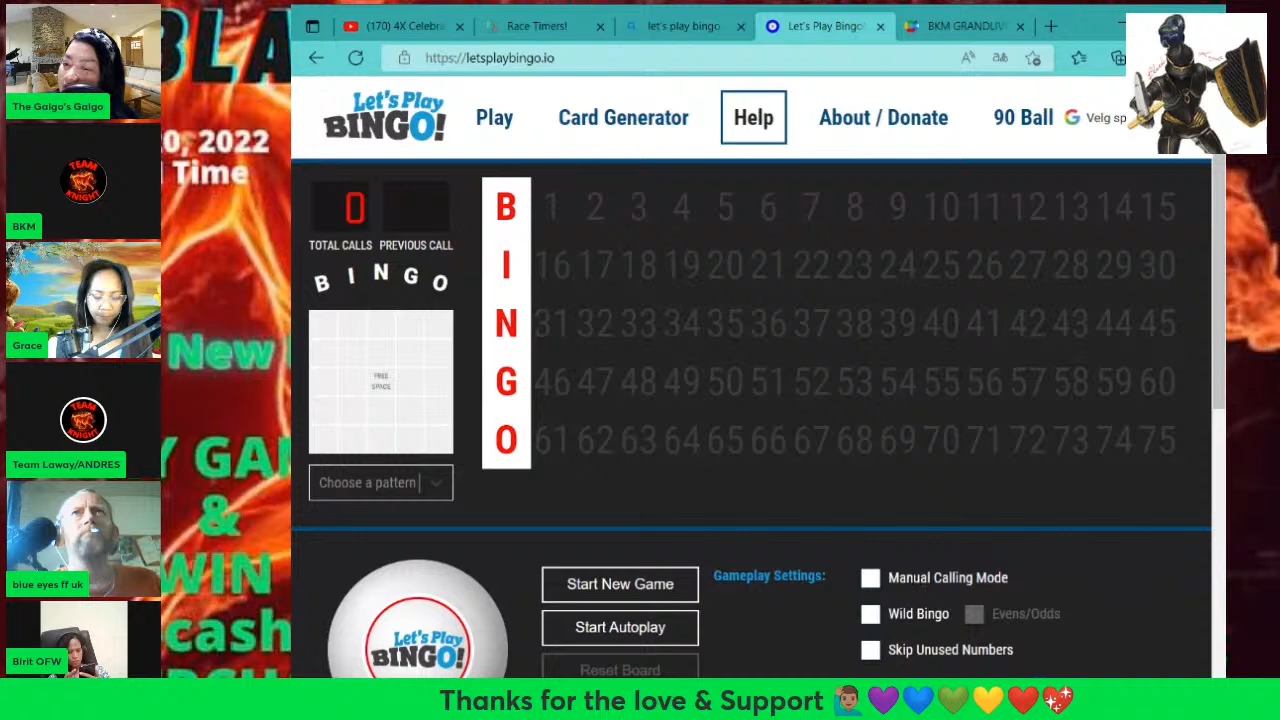 The Galgo's Galgo
TEAM
KNIGHT
BKM
Grace
TEAM
KNIGHT
Team Laway/ANDRES
blue eyes ff uk
Birit OFW
BLA
0, 2022
Time
New
Y GA
&
WIN
cash
(170) 4X Celebra
Race Timers!
let's play bingo
Let's Play Bingo
BKM GRANDLIVE
https://letsplaybingo.io
Let's Play
BINGO!
Play
Card Generator
Help
About / Donate
90 Ball
Velg sp
0
TOTAL CALLS
PREVIOUS CALL
BINGO
FREE
SPACE
Choose a pattern
B 1 2 3 4 5 6 7 8 9 10 11 12 13 14 15
I 16 17 18 19 20 21 22 23 24 25 26 27 28 29 30
N 31 32 33 34 35 36 37 38 39 40 41 42 43 44 45
G 46 47 48 49 50 51 52 53 54 55 56 57 58 59 60
O 61 62 63 64 65 66 67 68 69 70 71 72 73 74 75
Let's Play
BINGO!
Start New Game
Start Autoplay
Reset Board
Gameplay Settings:
Manual Calling Mode
Wild Bingo
Evens/Odds
Skip Unused Numbers
Thanks for the love & Support 🙋🏽‍♂️💜💙💚💛❤️💖